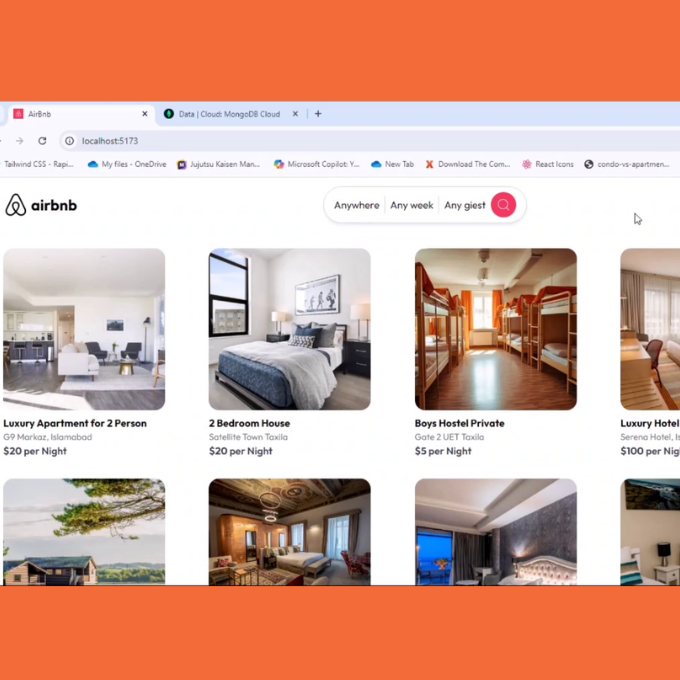 AirBnb
Data | Cloud: MongoDB Cloud
localhost:5173
Tailwind CSS - Rapi...
My files - OneDrive
Jujutsu Kaisen Man...
Microsoft Copilot: Y...
New Tab
Download The Com...
React Icons
condo-vs-apartmen...
airbnb
Anywhere
Any week
Any giest
Luxury Apartment for 2 Person
G9 Markaz, Islamabad
$20 per Night
2 Bedroom House
Satellite Town Taxila
$20 per Night
Boys Hostel Private
Gate 2 UET Taxila
$5 per Night
Luxury Hotel
Serena Hotel, Is
$100 per Nig